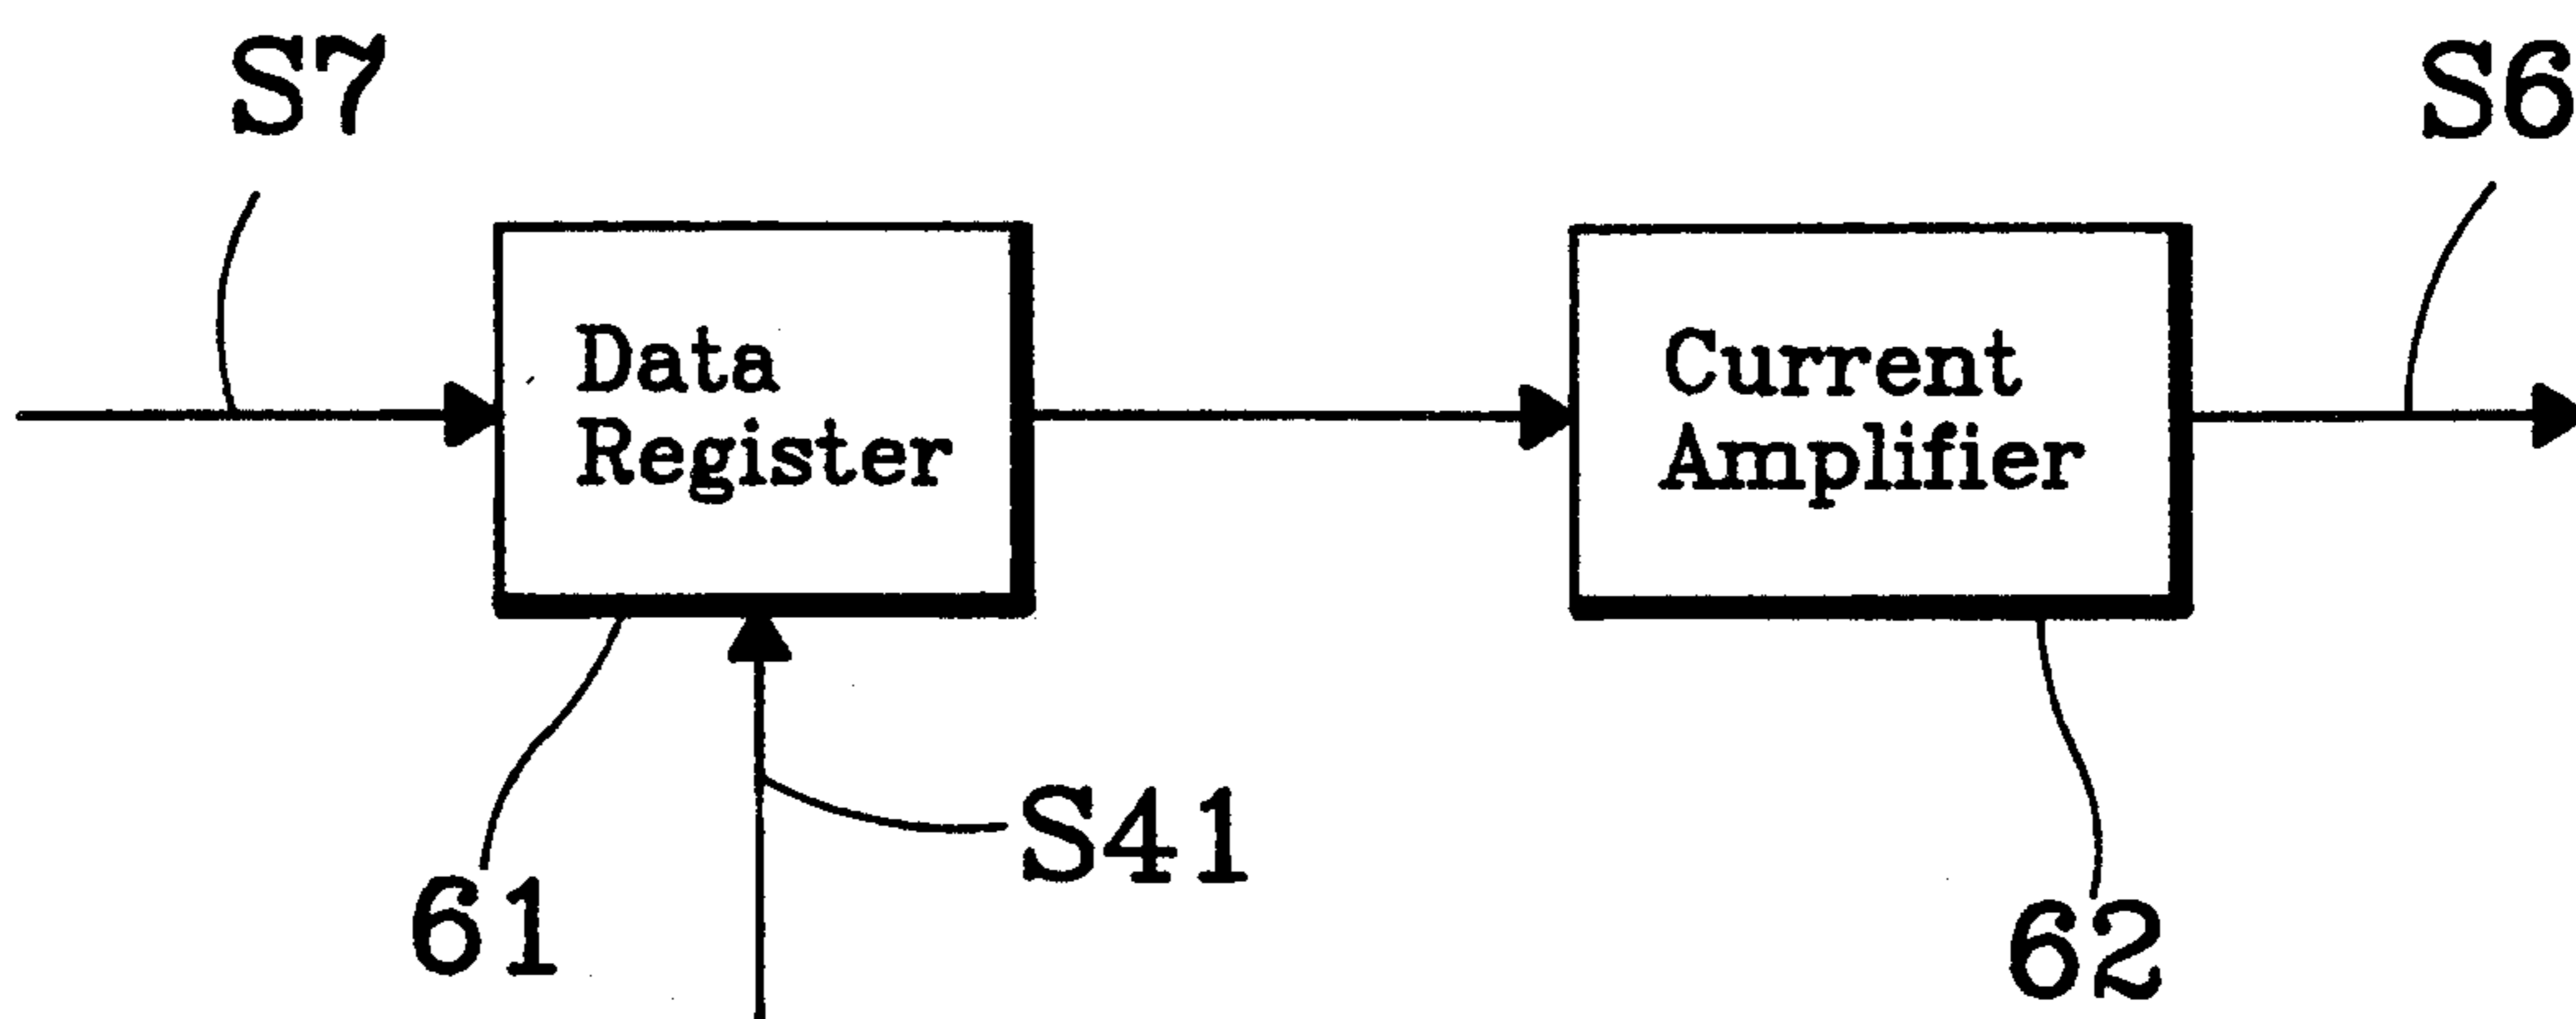 S7
S6
Data
Register
Current
Amplifier
S41
61
62